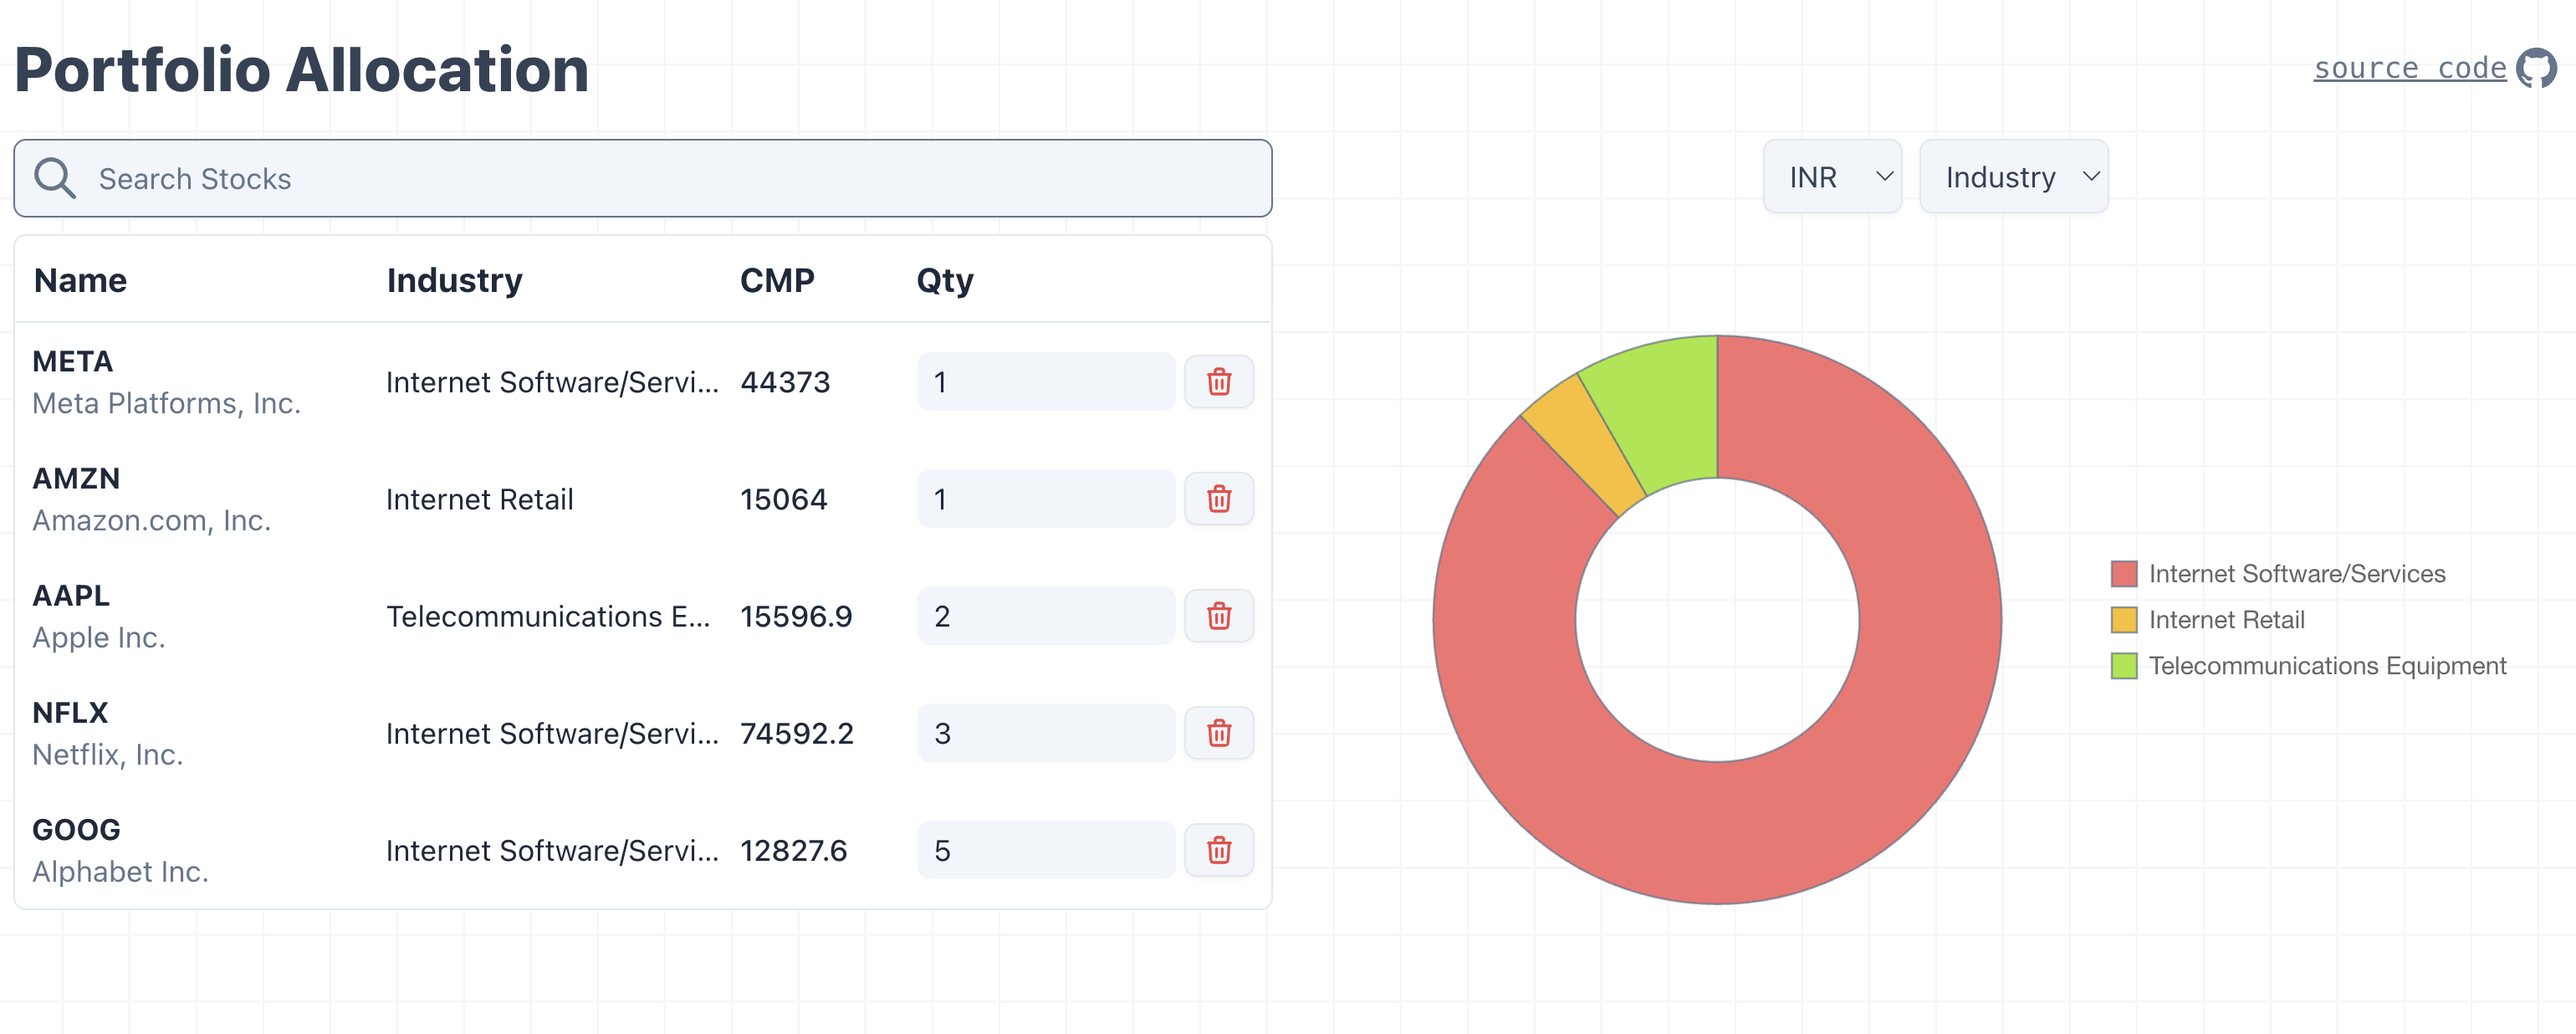 Portfolio Allocation
source code
Search Stocks
INR
Industry
Name Industry CMP Qty
META
Meta Platforms, Inc.
Internet Software/Servi... 44373 1
AMZN
Amazon.com, Inc.
Internet Retail 15064 1
AAPL
Apple Inc.
Telecommunications E... 15596.9 2
NFLX
Netflix, Inc.
Internet Software/Servi... 74592.2 3
GOOG
Alphabet Inc.
Internet Software/Servi... 12827.6 5
Internet Software/Services
Internet Retail
Telecommunications Equipment